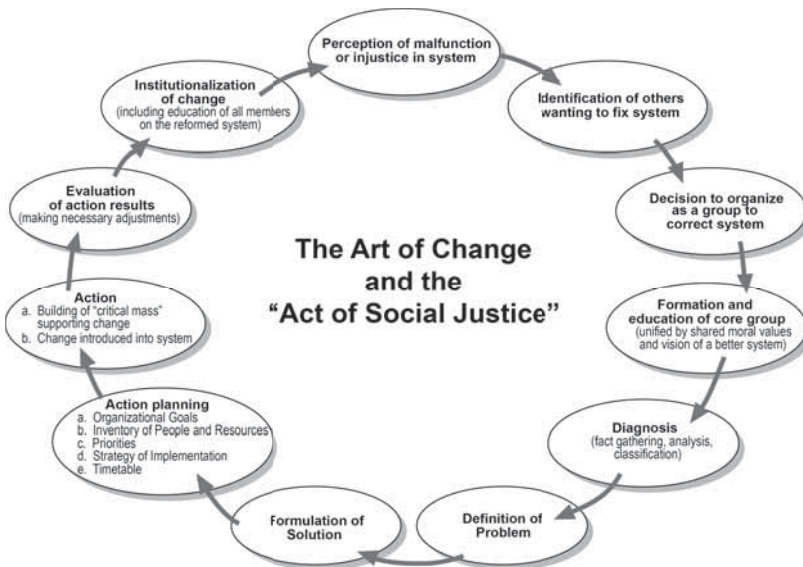 Perception of malfunction
or injustice in system
Identification of others
wanting to fix system
Decision to organize
as a group to
correct system
Formation and
education of core group
(unified by shared moral values
and vision of a better system)
Diagnosis
(fact gathering, analysis,
classification)
Definition of
Problem
Formulation of
Solution
Action planning
a. Organizational Goals
b. Inventory of People and Resources
c. Priorities
d. Strategy of Implementation
e. Timetable
Action
a. Building of "critical mass"
supporting change
b. Change introduced into system
Evaluation
of action results
(making necessary adjustments)
Institutionalization
of change
(including education of all members
on the reformed system)
The Art of Change
and the
“Act of Social Justice”